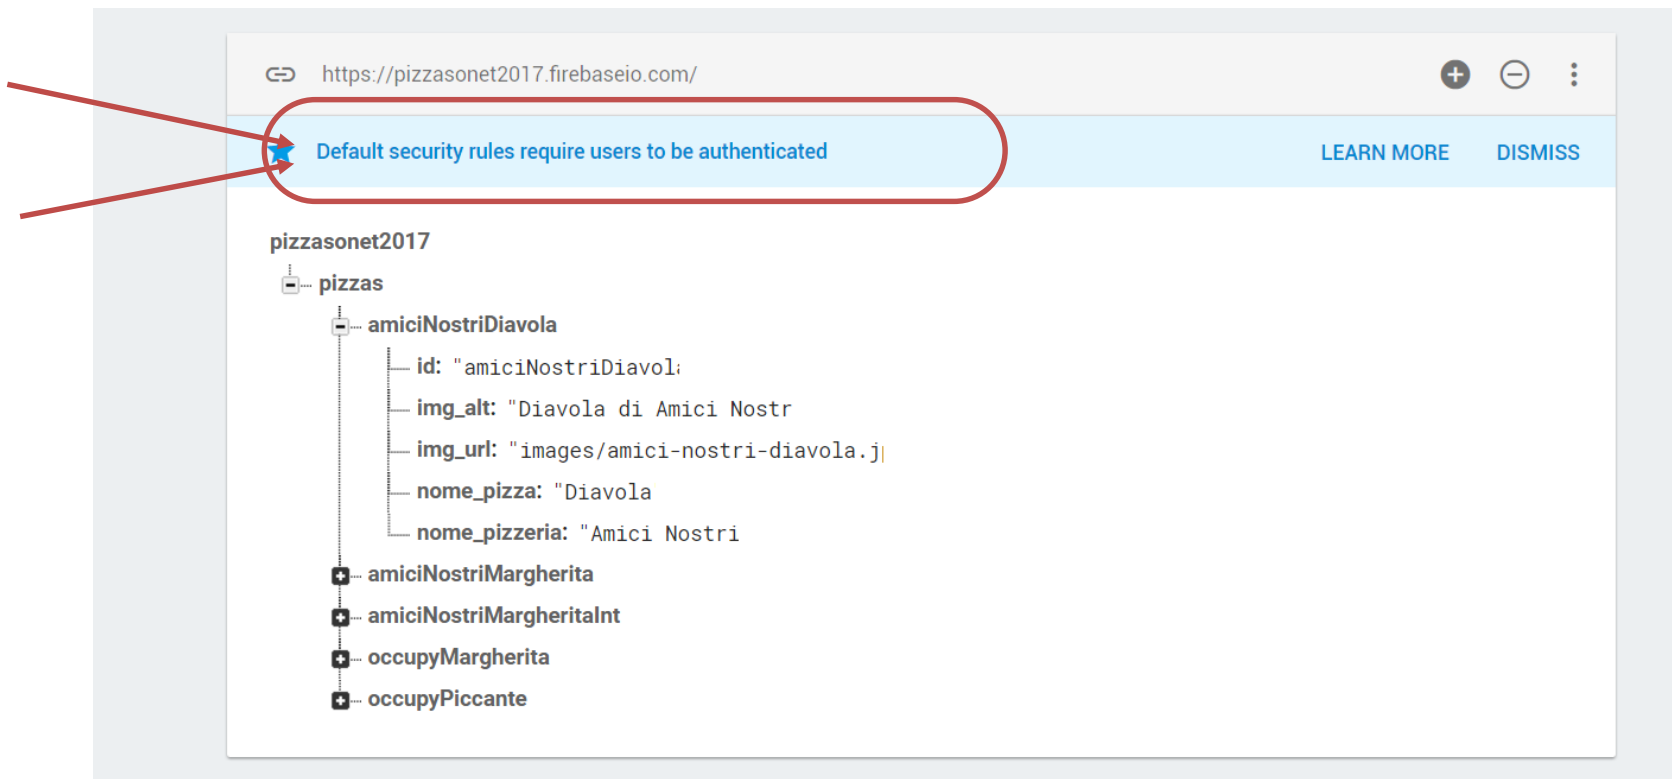 https://pizzasonet2017.firebaseio.com/
Default security rules require users to be authenticated LEARN MORE DISMISS
pizzasonet2017
pizzas
amiciNostriDiavola
id: "amiciNostriDiavola
img_alt: "Diavola di Amici Nostr
img_url: "images/amici-nostri-diavola.j
nome_pizza: "Diavola
nome_pizzeria: "Amici Nostri
amiciNostriMargherita
amiciNostriMargheritaInt
occupyMargherita
occupyPiccante